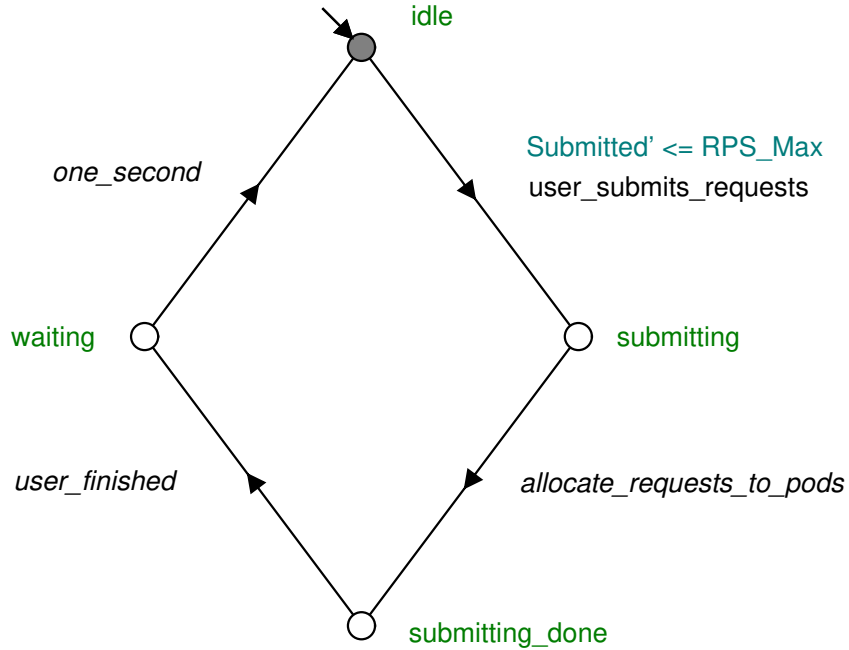 idle
Submitted' <= RPS_Max
one_second
user_submits_requests
waiting
submitting
user_finished
allocate_requests_to_pods
submitting_done